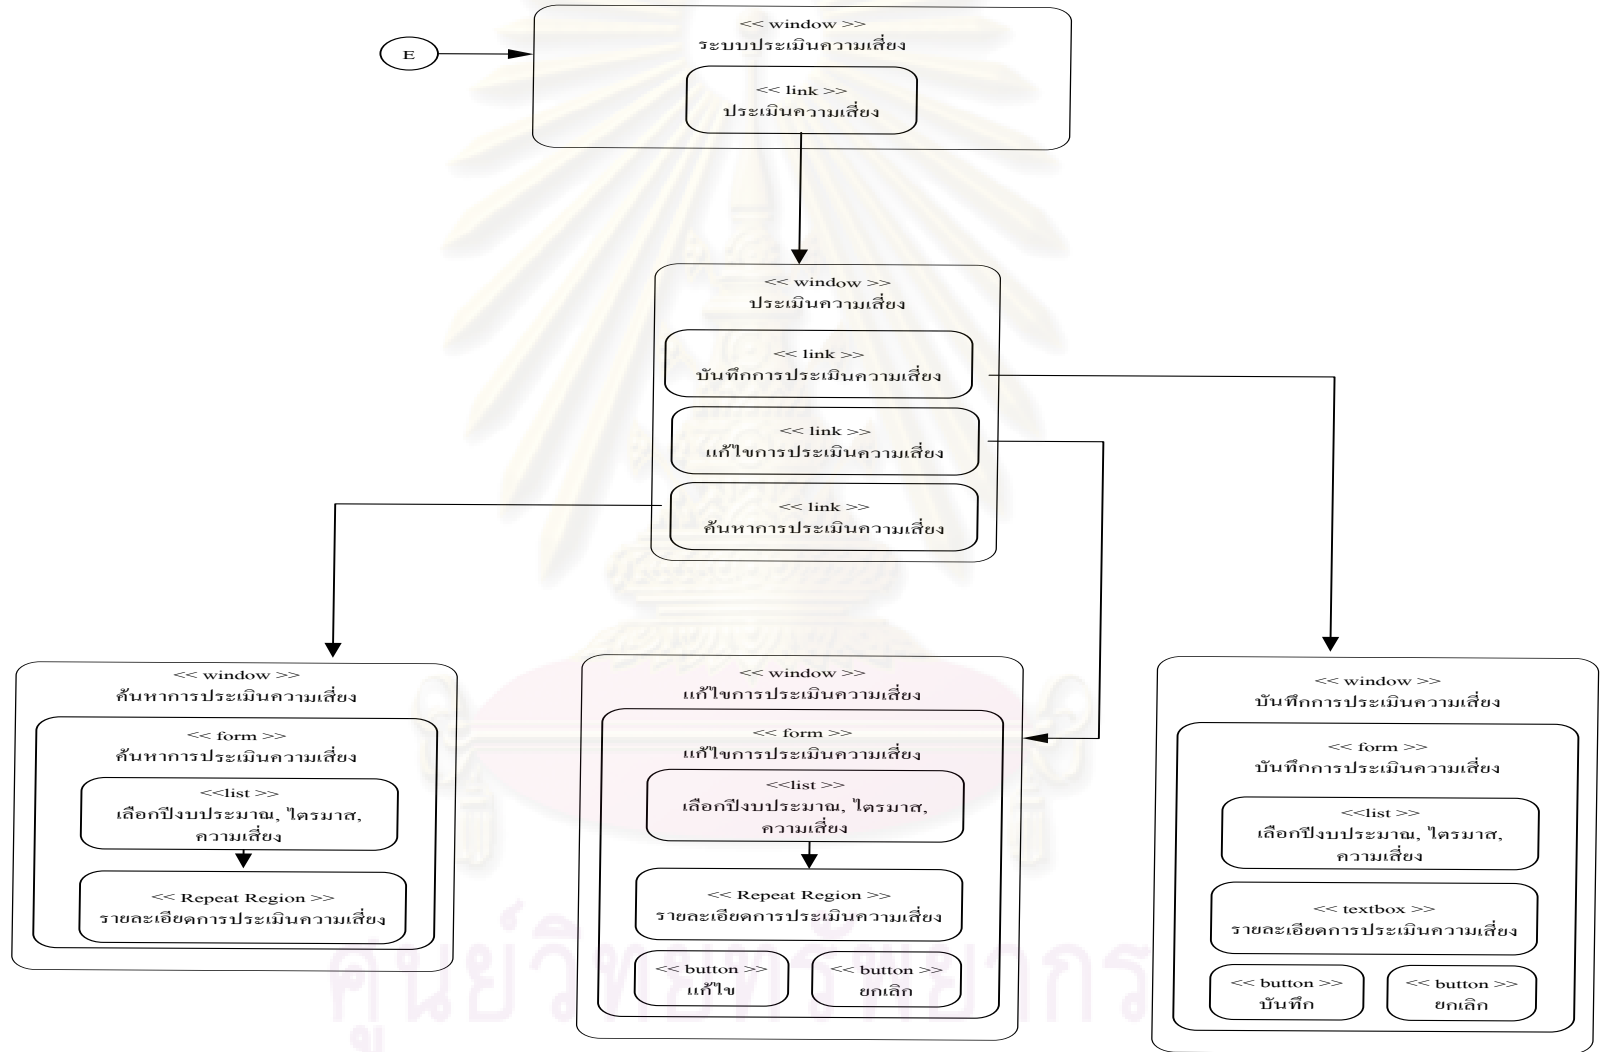 << window >>
ระบบประเมินความเสี่ยง
E
<< link >>
ประเมินความเสี่ยง
<< window >>
ประเมินความเสี่ยง
<< link >>
บันทึกการประเมินความเสี่ยง
<< link >>
แก้ไขการประเมินความเสี่ยง
<< link >>
ค้นหาการประเมินความเสี่ยง
<< window >>
ค้นหาการประเมินความเสี่ยง
<< form >>
ค้นหาการประเมินความเสี่ยง
<<list >>
เลือกปีงบประมาณ, ไตรมาส,
ความเสี่ยง
<< Repeat Region >>
รายละเอียดการประเมินความเสี่ยง
<< window >>
แก้ไขการประเมินความเสี่ยง
<< form >>
แก้ไขการประเมินความเสี่ยง
<<list >>
เลือกปีงบประมาณ, ไตรมาส,
ความเสี่ยง
<< Repeat Region >>
รายละเอียดการประเมินความเสี่ยง
<< button >>
แก้ไข
<< button >>
ยกเลิก
<< window >>
บันทึกการประเมินความเสี่ยง
<< form >>
บันทึกการประเมินความเสี่ยง
<<list >>
เลือกปีงบประมาณ, ไตรมาส,
ความเสี่ยง
<< textbox >>
รายละเอียดการประเมินความเสี่ยง
<< button >>
บันทึก
<< button >>
ยกเลิก
ศูนย์วิทยทรัพยากร